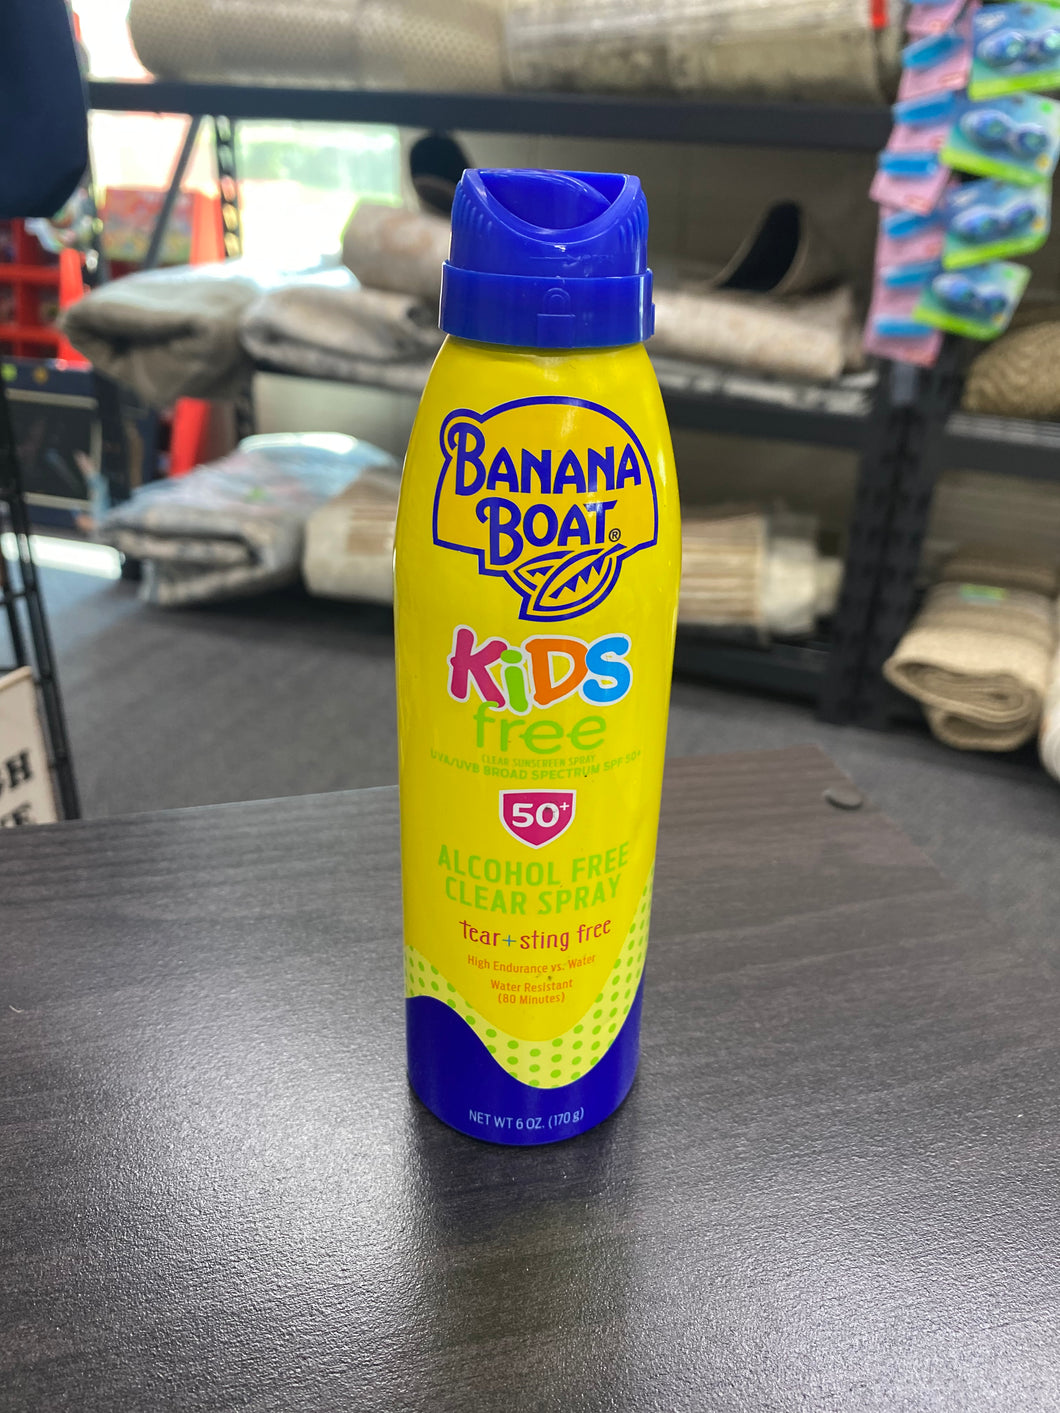 BANANA
BOAT®
KiDS
free
CLEAR SUNSCREEN SPRAY
UVA/UVB BROAD SPECTRUM SPF 50+
50+
ALCOHOL FREE
CLEAR SPRAY
tear+sting free
High Endurance vs. Water
Water Resistant
(80 Minutes)
NET WT 6 OZ. (170 g)